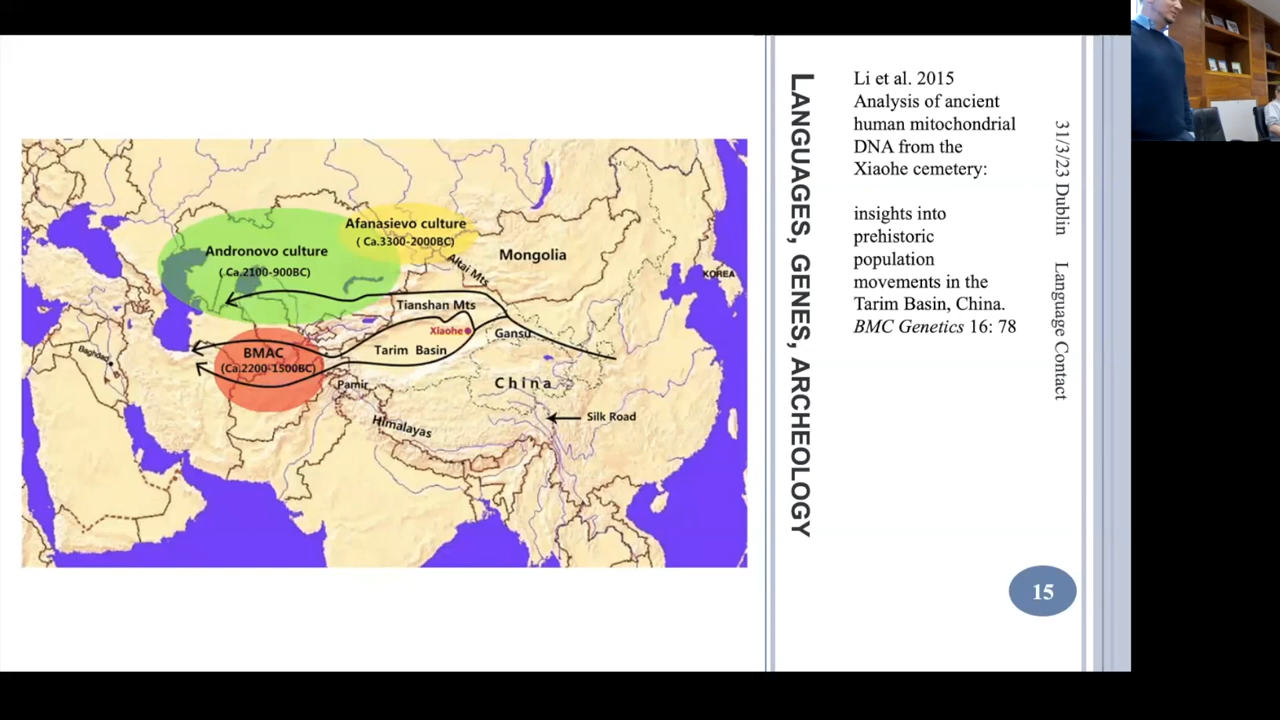 Afanasievo culture
( Ca.3300-2000BC)
Andronovo culture
( Ca.2100-900BC)
Altai Mts
Mongolia
KOREA
Tianshan Mts
Xiaohe
Gansu
Tarim Basin
BMAC
(Ca.2200-1500BC)
Baghdad
Pamir
China
Himalayas
Silk Road
LANGUAGES, GENES, ARCHEOLOGY
Li et al. 2015
Analysis of ancient
human mitochondrial
DNA from the
Xiaohe cemetery:
insights into
prehistoric
population
movements in the
Tarim Basin, China.
BMC Genetics 16: 78
31/3/23 Dublin Language Contact
15